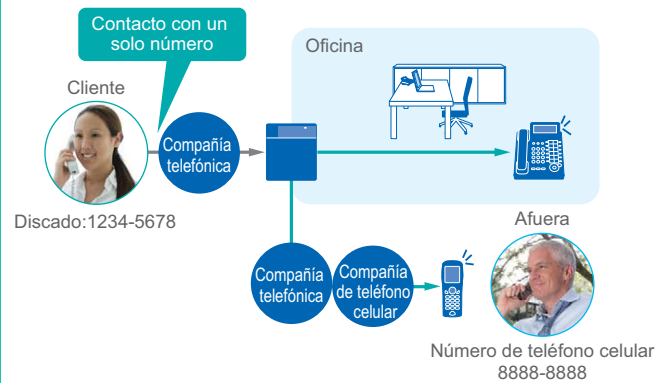 Contacto con un
solo número
Oficina
Cliente
Compañía
telefónica
Discado:1234-5678
Afuera
Compañía
telefónica
Compañía
de teléfono
celular
Número de teléfono celular
8888-8888